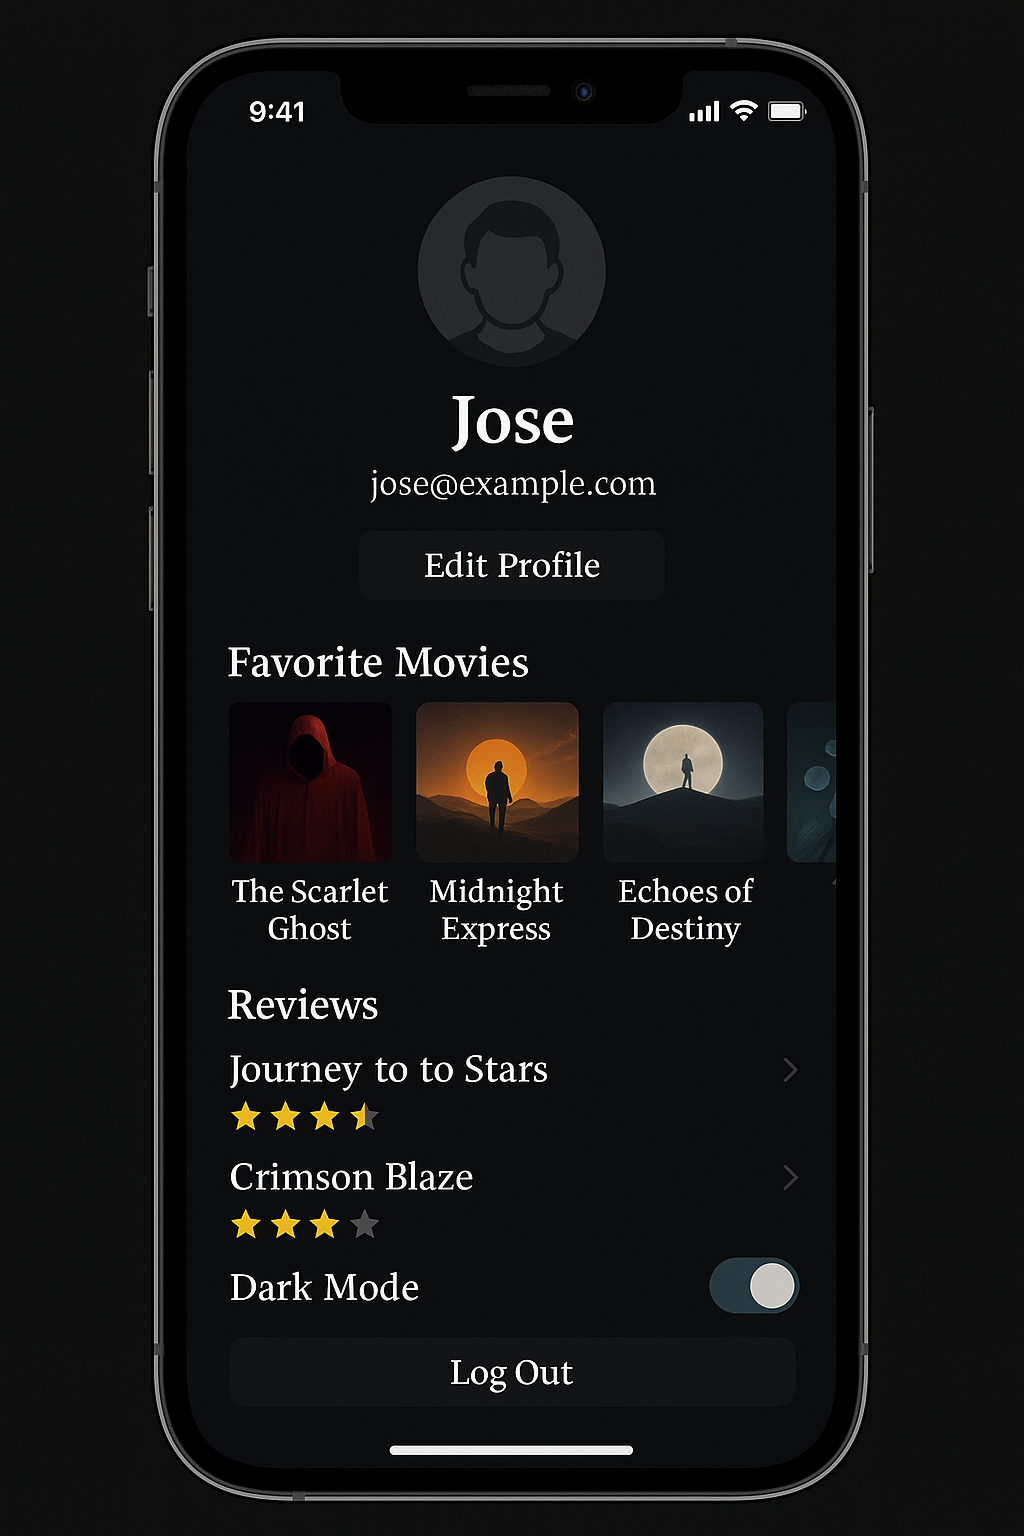 9:41
Jose
jose@example.com
Edit Profile
Favorite Movies
The Scarlet
Ghost
Midnight
Express
Echoes of
Destiny
Reviews
Journey to to Stars
Crimson Blaze
Dark Mode
Log Out